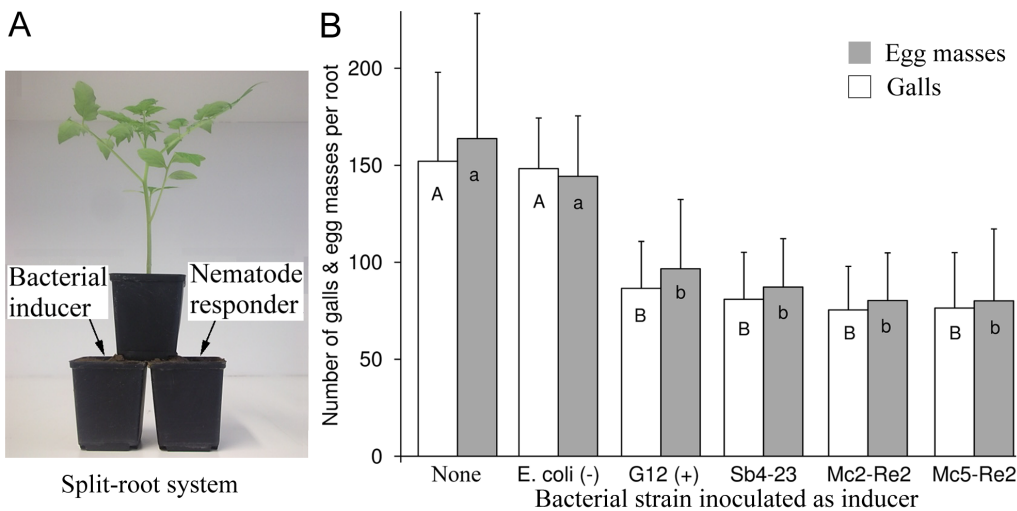 A
Bacterial
inducer
Nematode
responder
Split-root system
B
Number of galls & egg masses per root
200
150
100
50
0
Egg masses
Galls
A
a
A
a
B
b
B
b
B
b
B
b
None
E. coli (-)
G12 (+)
Sb4-23
Mc2-Re2
Mc5-Re2
Bacterial strain inoculated as inducer